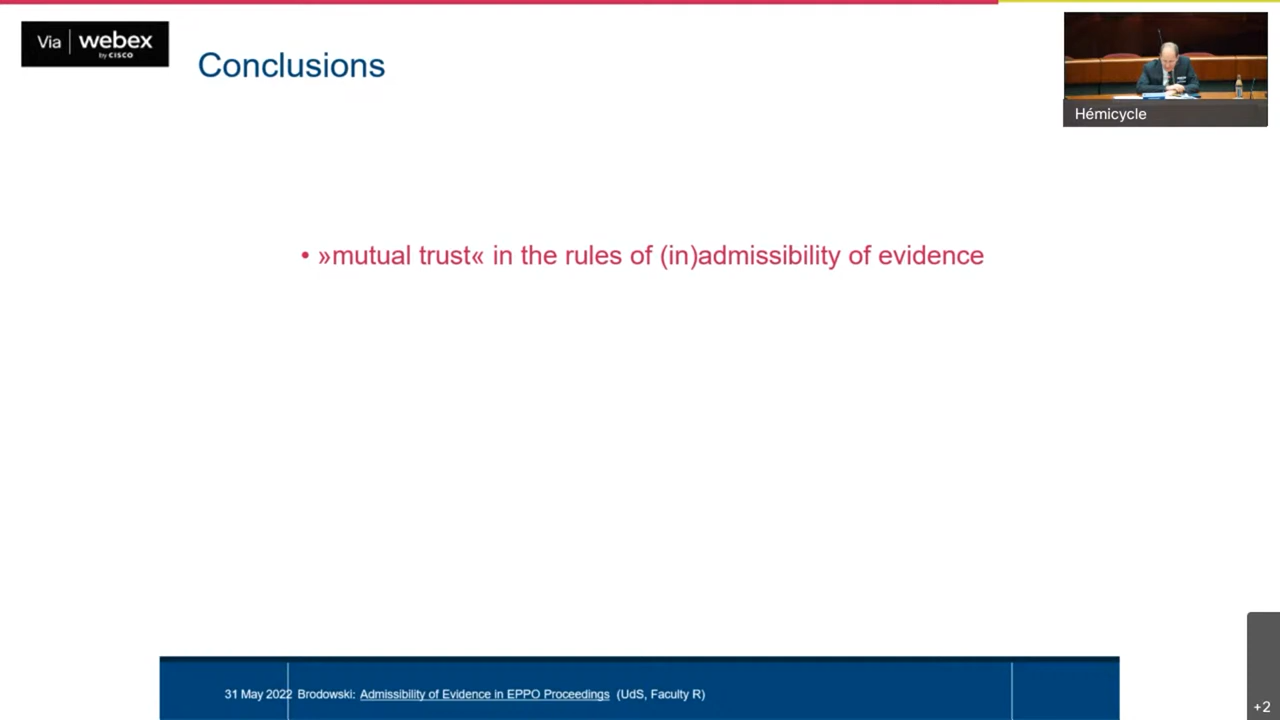 Via webex
by CISCO
Conclusions
Hémicycle
• »mutual trust« in the rules of (in)admissibility of evidence
31 May 2022 Brodowski: Admissibility of Evidence in EPPO Proceedings (UdS, Faculty R)
+2